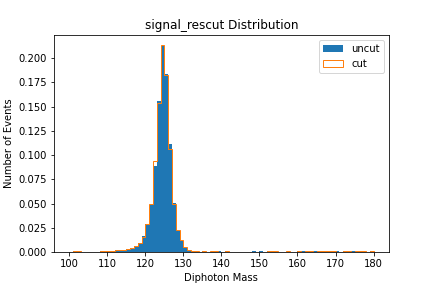 signal_rescut Distribution
uncut
cut
0.200
0.175
0.150
0.125
0.100
0.075
0.050
0.025
0.000
Number of Events
100 110 120 130 140 150 160 170 180
Diphoton Mass